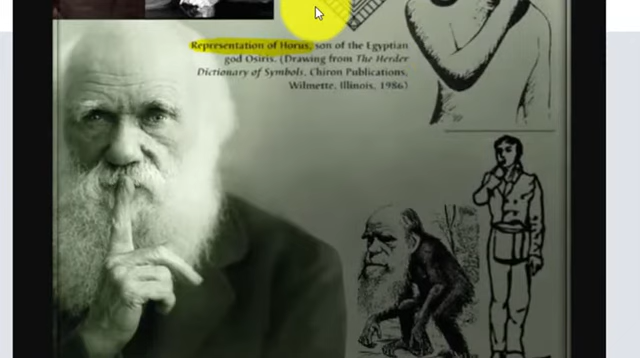 Representation of Horus, son of the Egyptian
god Osiris. (Drawing from The Herder
Dictionary of Symbols, Chiron Publications,
Wilmette, Illinois, 1986)